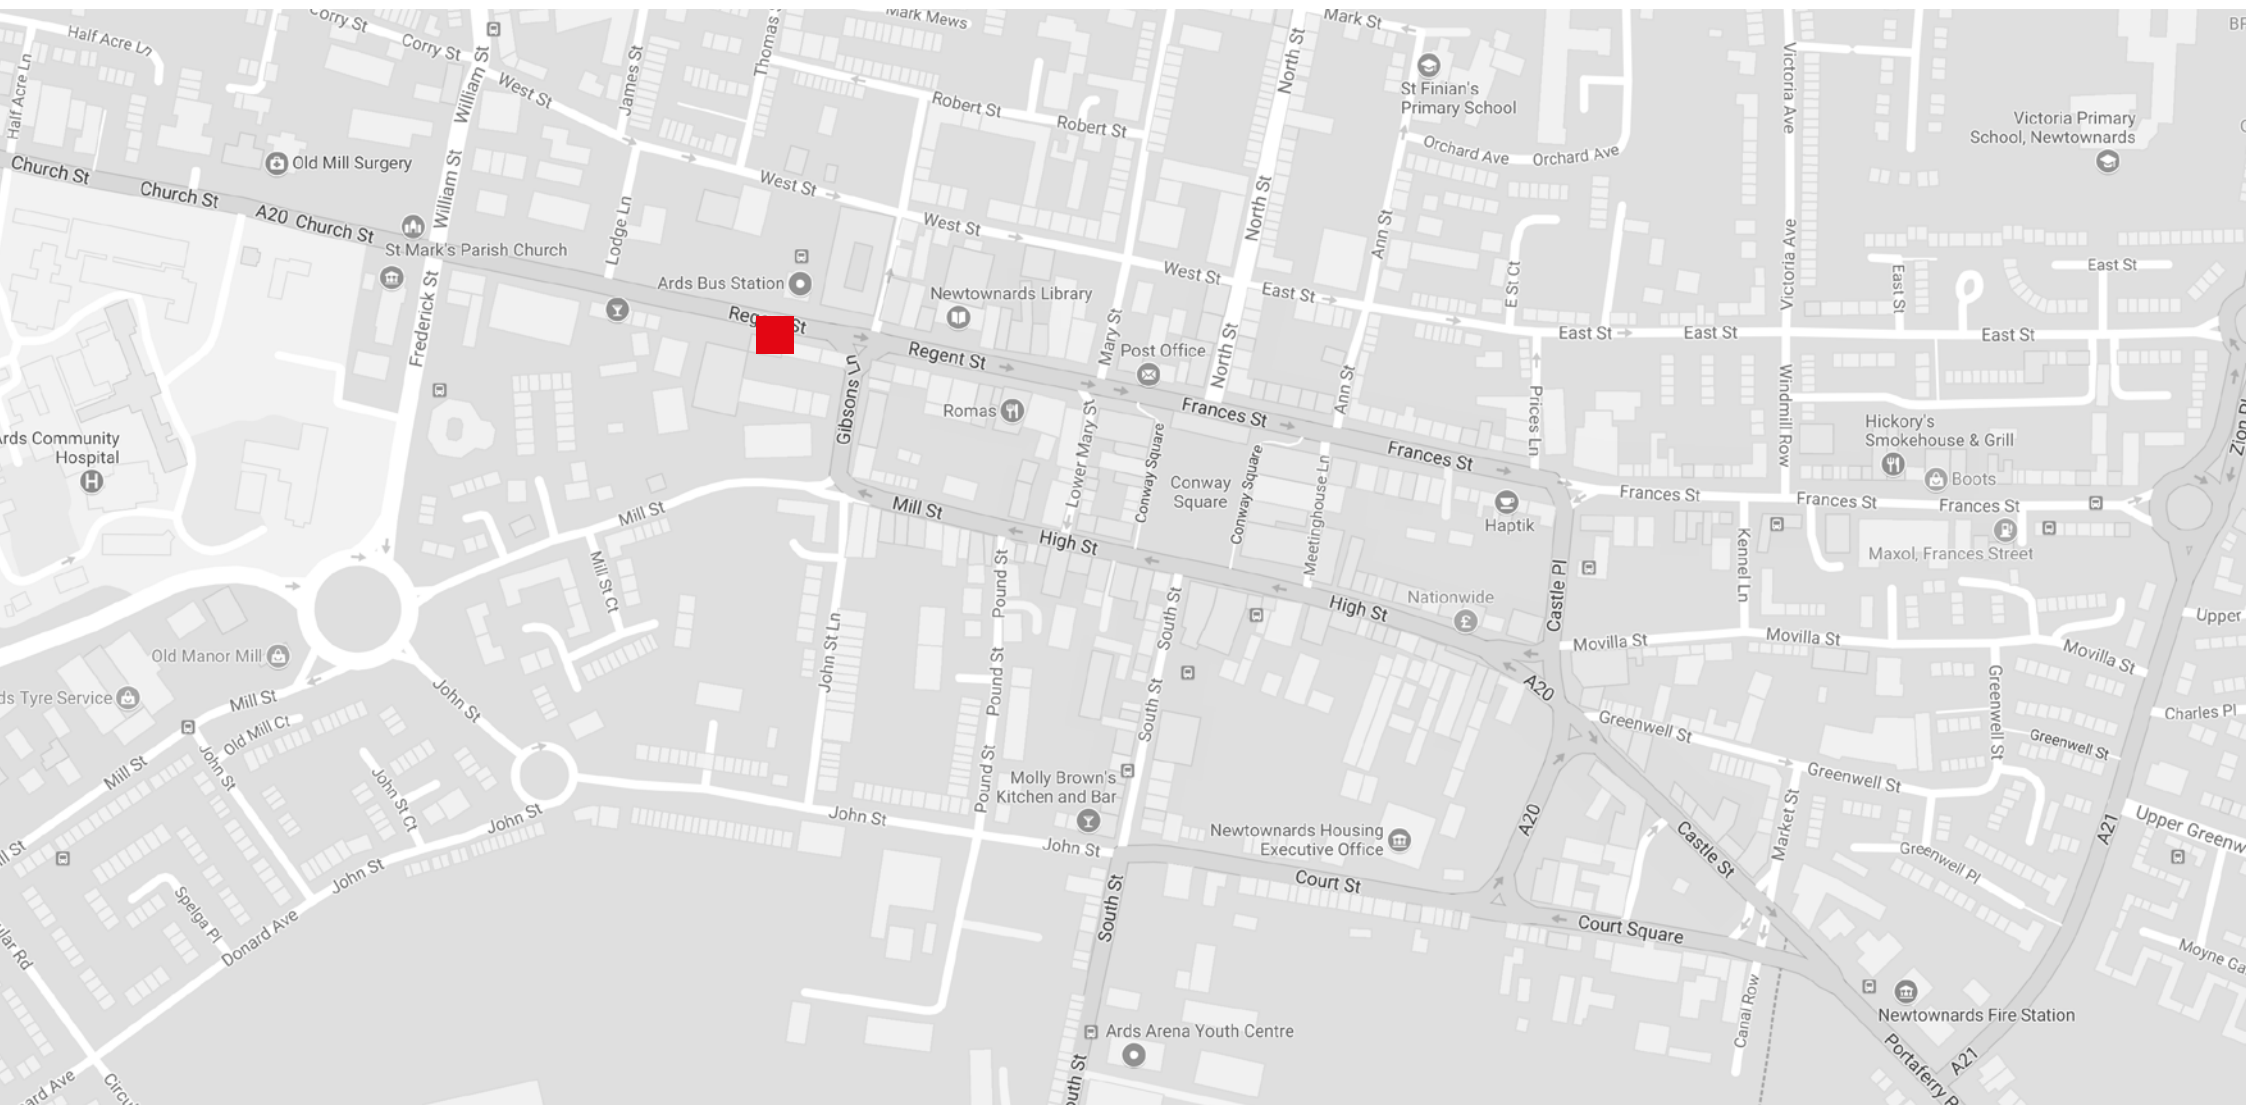 Corry St
Mark Mews
Mark St
Half Acre Ln
Corry St
William St
James St
Thomas
North St
Victoria Ave
Half Acre Ln
West St
Robert St
Robert St
St Finian's
Primary School
Victoria Primary
School, Newtownards
Orchard Ave
Orchard Ave
Church St
Church St
A20
Church St
Old Mill Surgery
William St
St Mark's Parish Church
Lodge Ln
West St
West St
North St
Ann St
E St Ct
Victoria Ave
West St
East St
East St
East St
Ards Bus Station
Newtownards Library
Frederick St
Regent St
Mary St
Post Office
North St
East St
East St
East St
Regent St
Gibsons Ln
Romas
Frances St
Ann St
Prices Ln
Windmill Row
Hickory's
Smokehouse & Grill
Boots
Zion Pl
Ards Community
Hospital
Lower Mary St
Conway Square
Conway
Square
Conway Square
Meetinghouse Ln
Frances St
Frances St
Frances St
Frances St
Haptik
Maxol, Frances Street
Mill St
Mill St
High St
Kennel Ln
Castle Pl
Mill St Ct
Pound St
South St
High St
Nationwide
Movilla St
Movilla St
Movilla St
Upper
Old Manor Mill
John St Ln
Pound St
South St
A20
Greenwell St
Greenwell St
Greenwell St
Greenwell St
Charles Pl
Mill St
John St
Old Mill Ct
Mill St
John St
John St Ct
John St
John St
Pound St
Molly Brown's
Kitchen and Bar
John St
John St
Newtownards Housing
Executive Office
A20
Castle St
Market St
Greenwell Pl
A21
Upper Greenw
Spelga Pl
Donard Ave
South St
Court St
Court Square
Canal Row
Moyne Ga
Newtownards Fire Station
Ards Arena Youth Centre
Portaferry R
A21